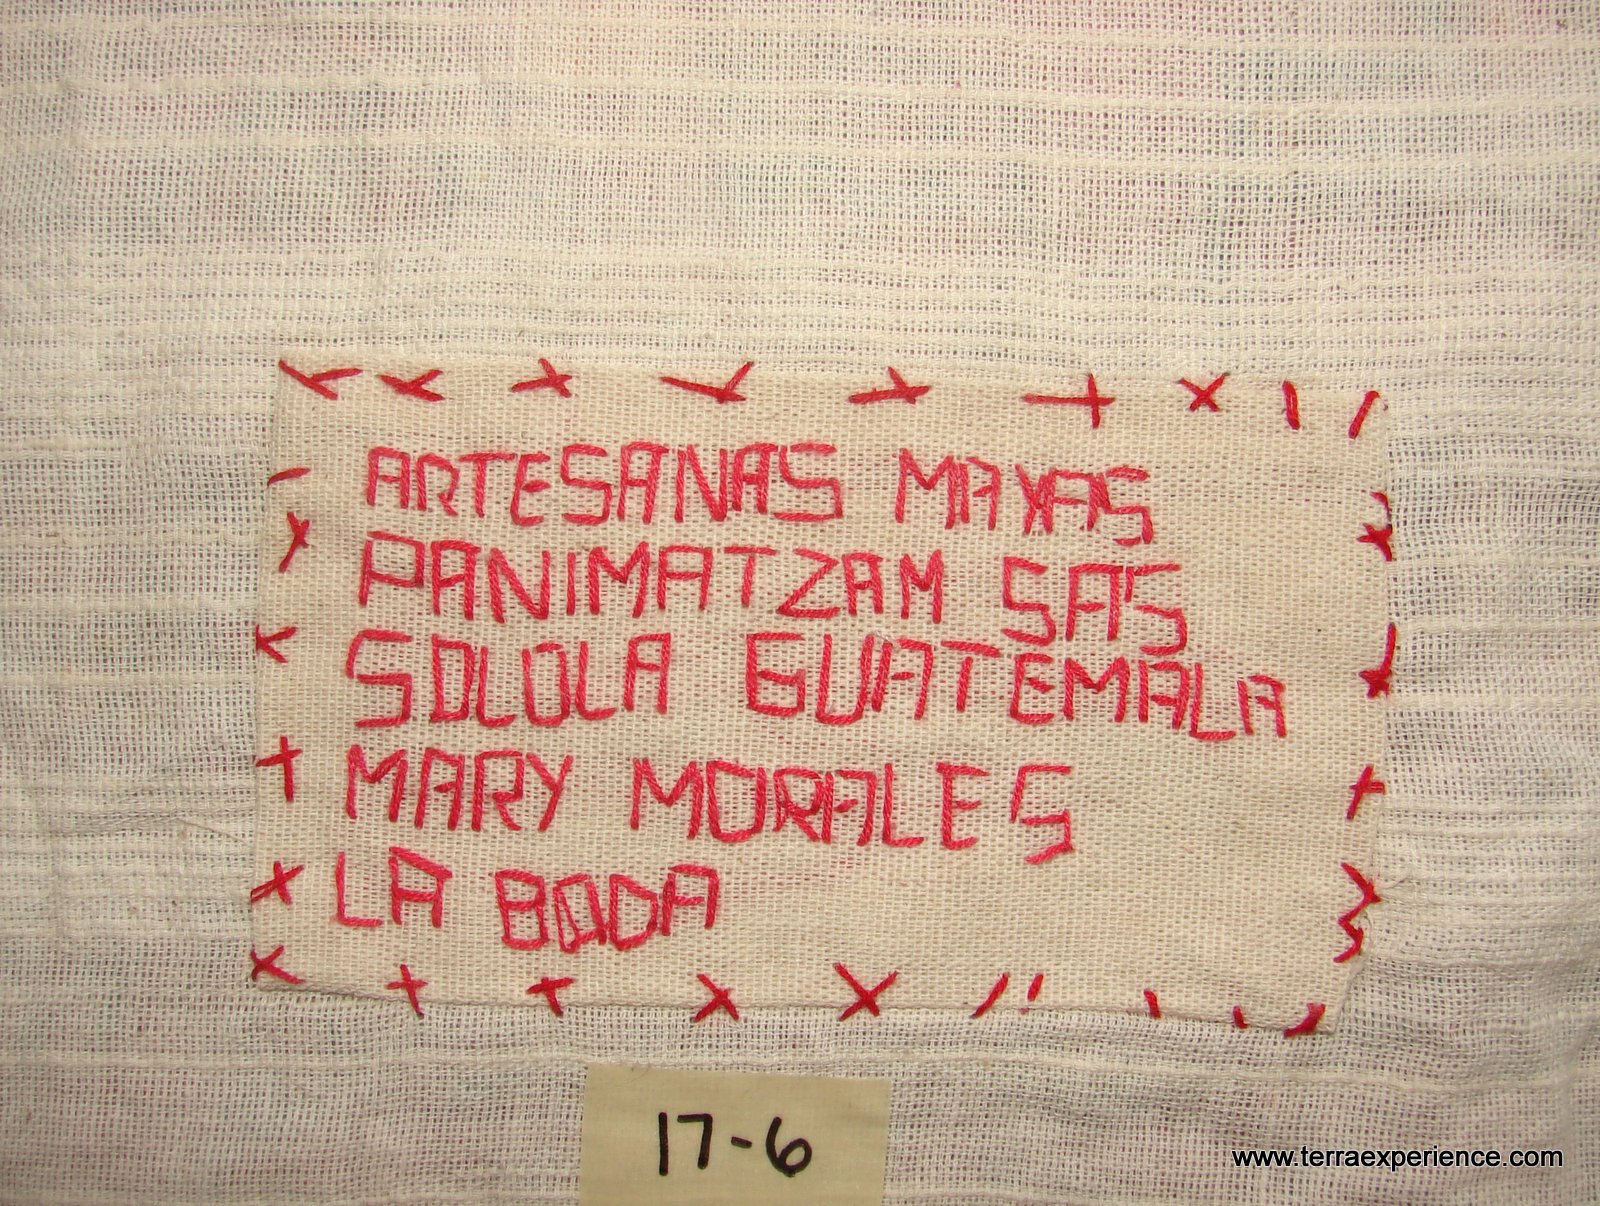 ARTESANAS MAYAS
PANIMATZAM SAS
SOLOLA GUATEMALA
MARY MORALES
LA BODA
17-6
www.terraexperience.com